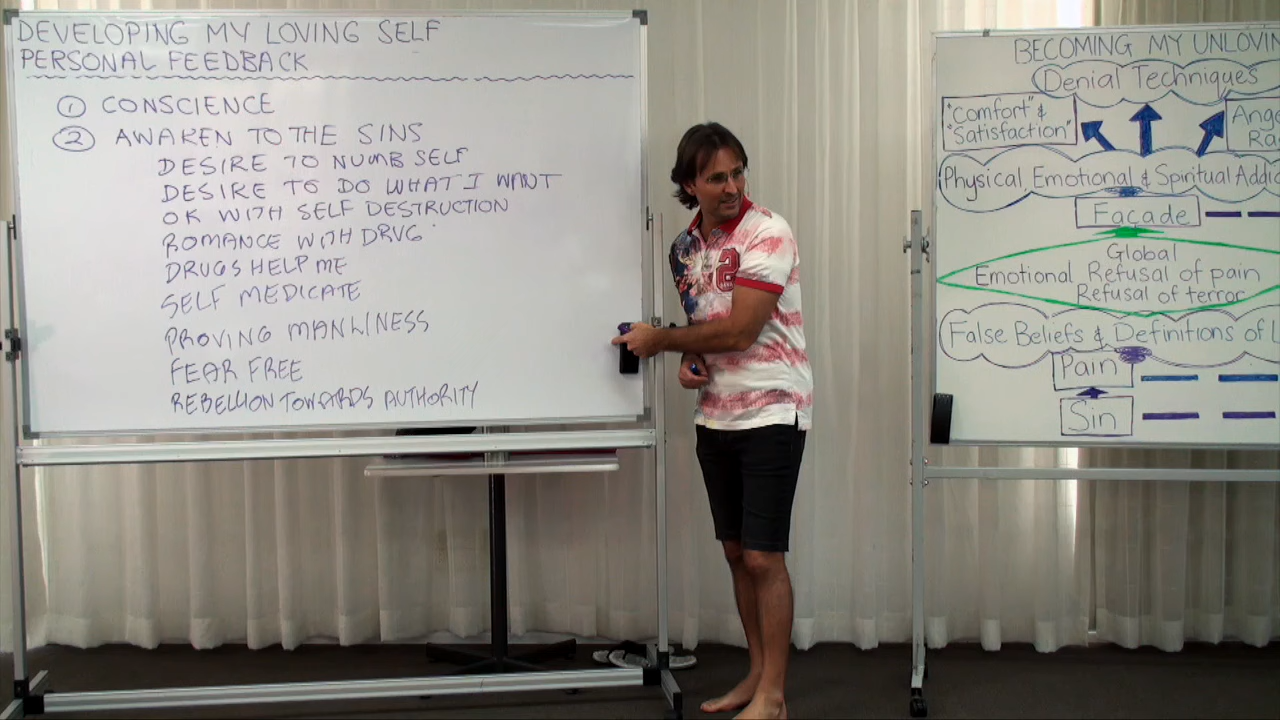 DEVELOPING MY LOVING SELF
PERSONAL FEEDBACK
1 CONSCIENCE
2 AWAKEN TO THE SINS
DESIRE TO NUMB SELF
DESIRE TO DO WHAT I WANT
OK WITH SELF DESTRUCTION
ROMANCE WITH DRUG
DRUGS HELP ME
SELF MEDICATE
PROVING MANLINESS
FEAR FREE
REBELLION TOWARDS AUTHORITY
2
BECOMING MY UNLOVIN
Denial Techniques
"Comfort" &
"Satisfaction"
Ange
Ra
Physical Emotional & Spiritual Addic
Façade
Global
Emotional Refusal of pain
Refusal of terror
False Beliefs & Definitions of L
Pain
Sin